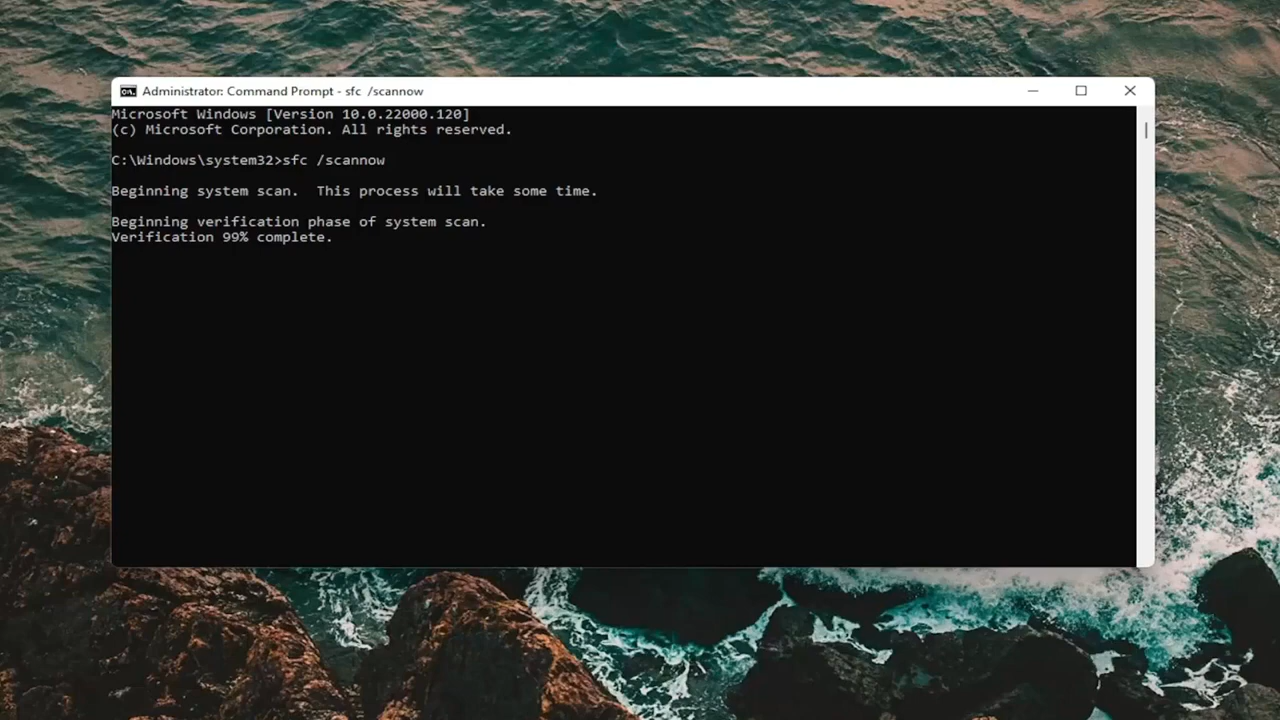 Administrator: Command Prompt - sfc  /scannow
Microsoft Windows [Version 10.0.22000.120]
(c) Microsoft Corporation. All rights reserved.
C:\Windows\system32>sfc /scannow
Beginning system scan.  This process will take some time.
Beginning verification phase of system scan.
Verification 99% complete.